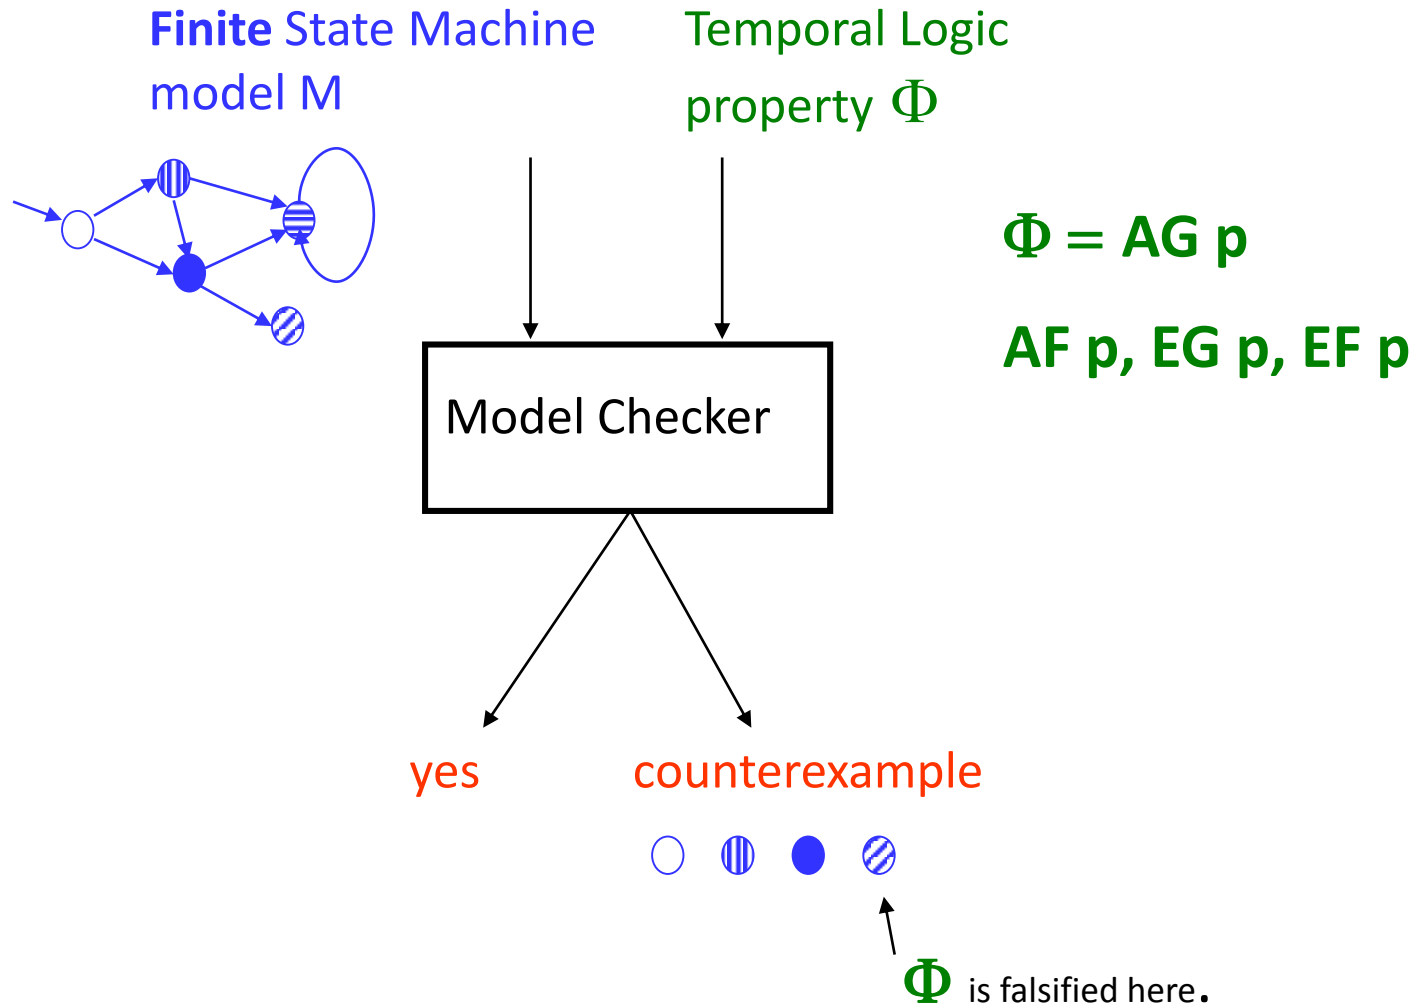 Finite State Machine
model M
Temporal Logic
property Φ
Φ = AG p
AF p, EG p, EF p
Model Checker
yes
counterexample
Φ is falsified here.